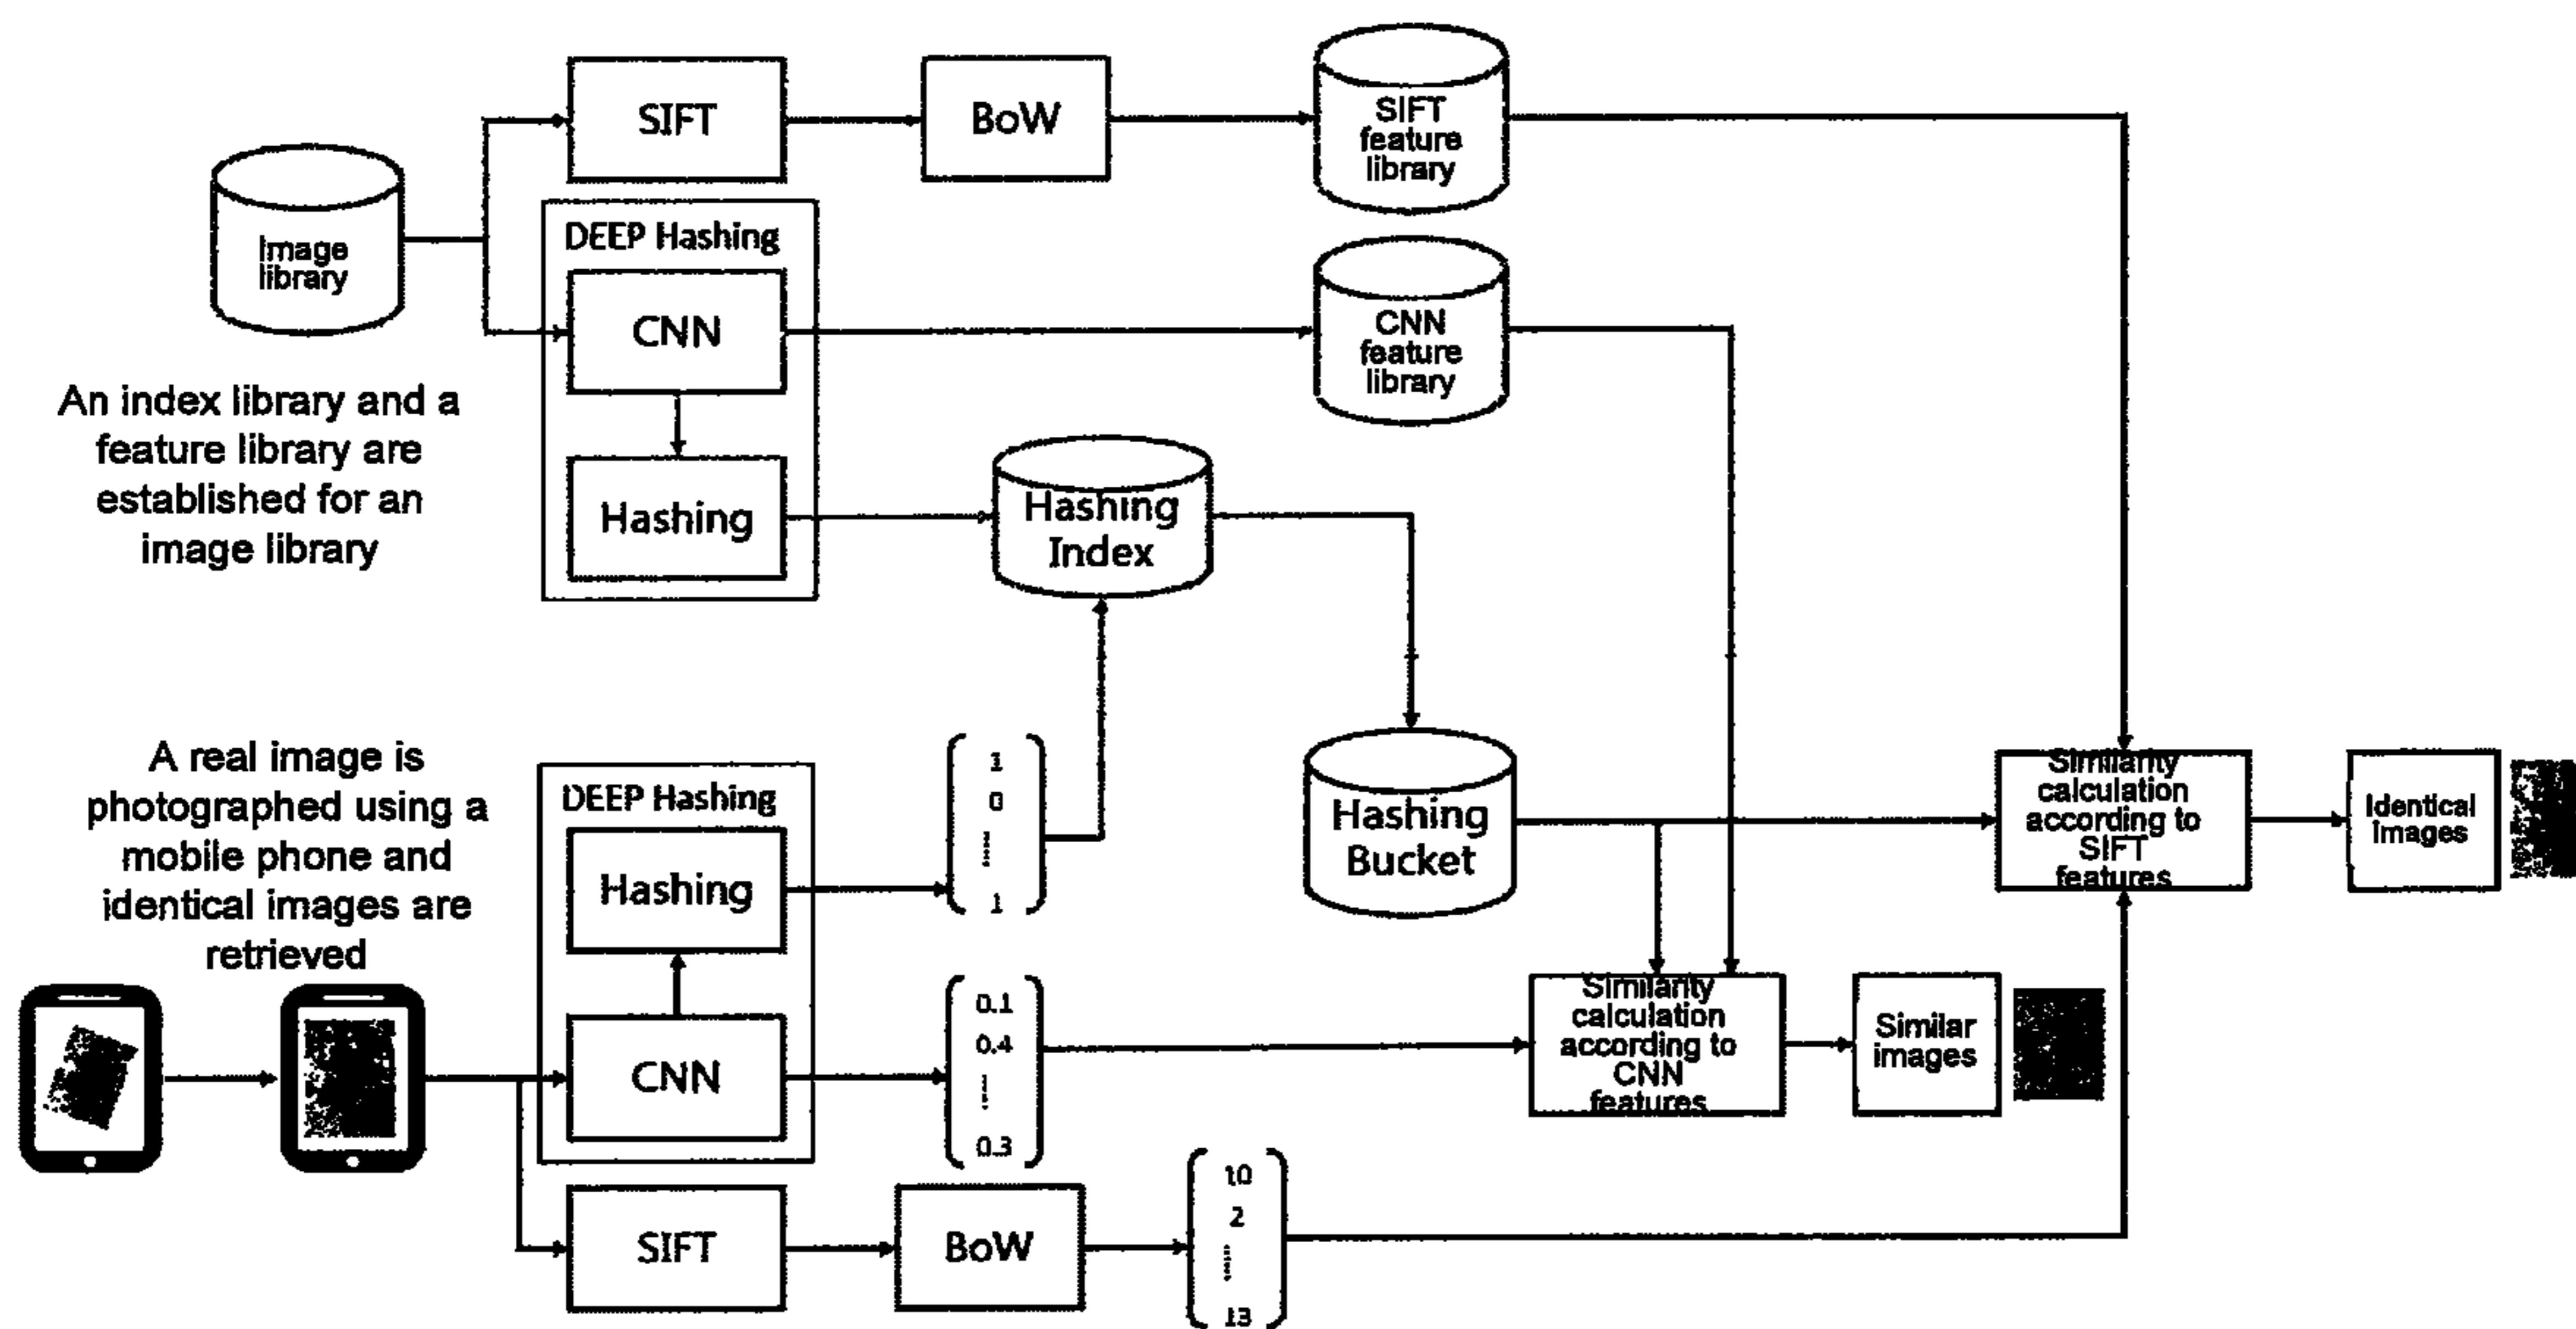 SIFT
BoW
SIFT
feature
library
Image
library
DEEP Hashing
CNN
CNN
feature
library
An index library and a
feature library are
established for an
image library
Hashing
Hashing
Index
A real image is
photographed using a
mobile phone and
identical images are
retrieved
DEEP Hashing
Hashing
CNN
1
0
1
0.1
0.4
0.3
Hashing
Bucket
Similarity
calculation
according to
SIFT
features
Identical
images
Similarity
calculation
according to
CNN
features
Similar
images
SIFT
BoW
10
2
13